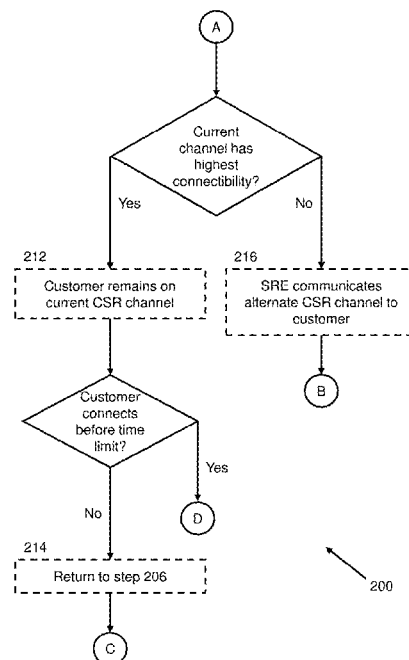 A
Current
channel has
highest
connectibility?
Yes
No
212
Customer remains on
current CSR channel
216
SRE communicates
alternate CSR channel to
customer
B
Customer
connects
before time
limit?
Yes
No
D
214
Return to step 206
200
C